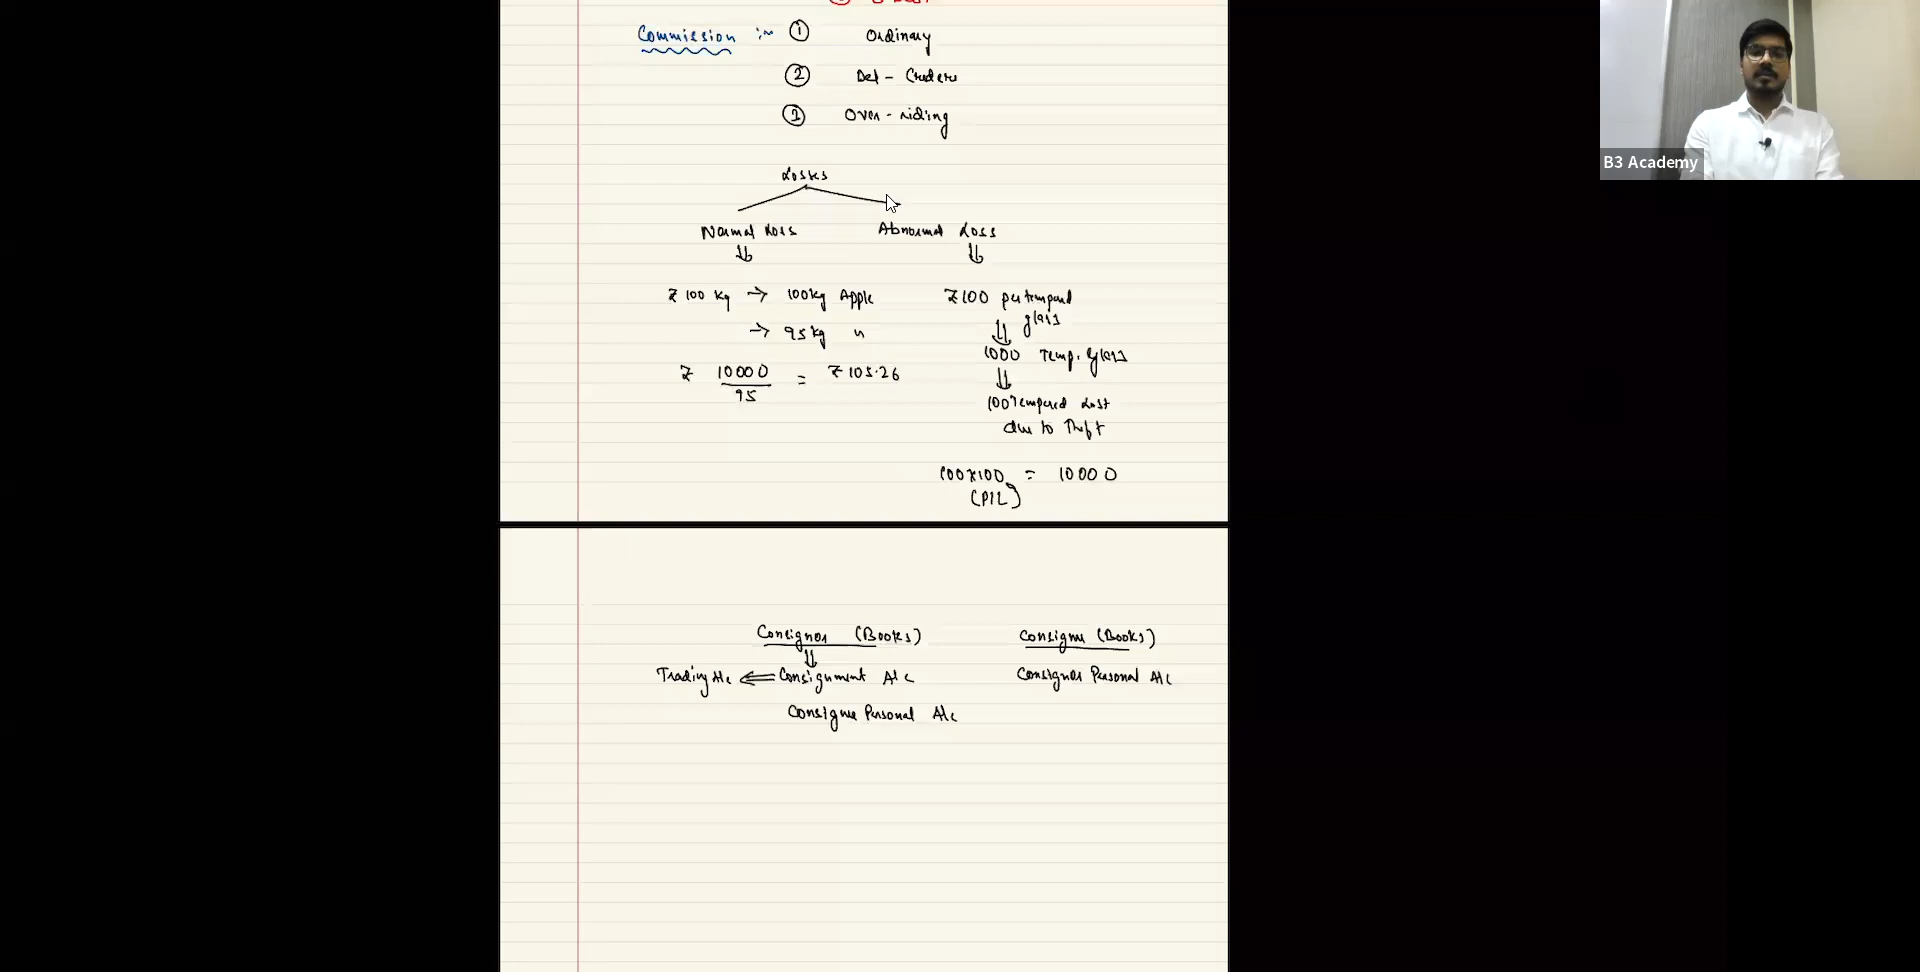 Commission :~ ① Ordinary
② Del - Credere
③ Over - riding
Losses
Normal Loss
Abnormal Loss
₹ 100 Kg → 100kg Apple
→ 95kg "
₹ 10000 / 95 = ₹ 105.26
₹100 per tempered
glass
1000 Temp. Glass
100 Tempered Lost
due to Theft
100x100 = 10000
(P/L)
Consignor (Books)
Trading A/c ⇐ Consignment A/c
Consignee Personal A/c
Consignee (Books)
Consignor Personal A/c
B3 Academy